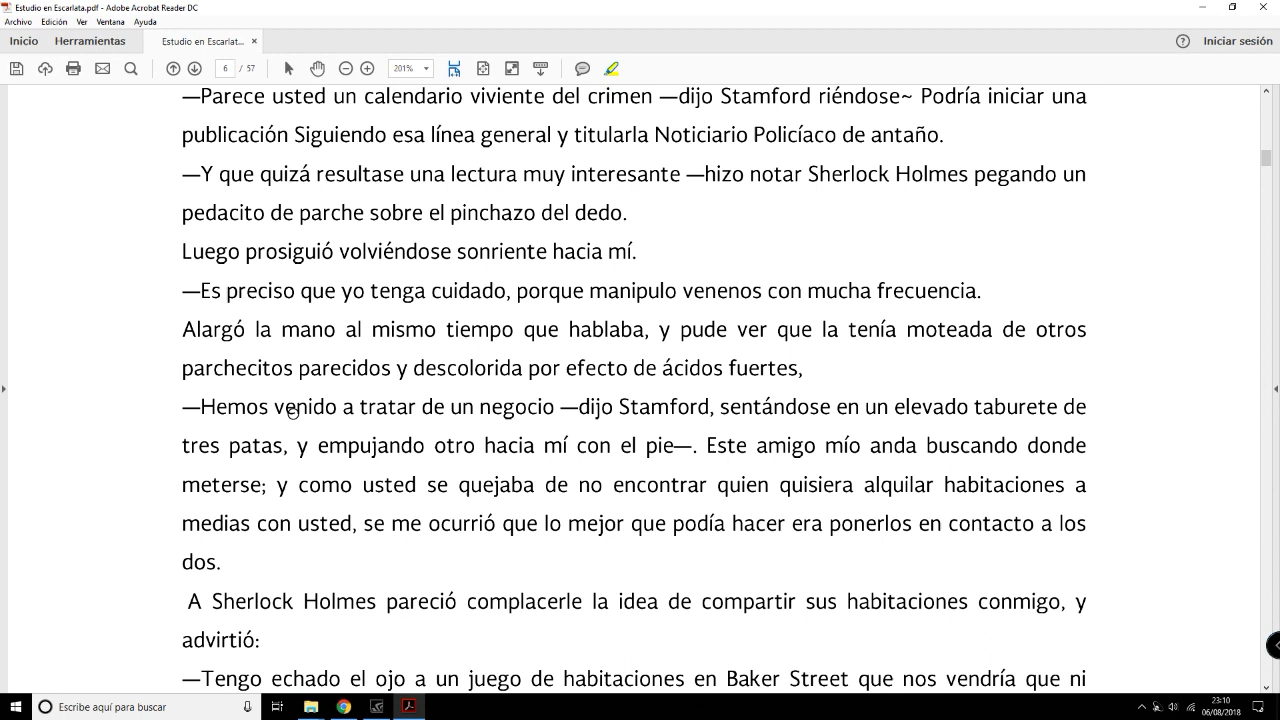 Estudio en Escarlata.pdf - Adobe Acrobat Reader DC
Archivo Edición Ver Ventana Ayuda
Inicio Herramientas Estudio en Escarlat... × Iniciar sesión
6 / 57 201%
—Parece usted un calendario viviente del crimen —dijo Stamford riéndose~ Podría iniciar una
publicación Siguiendo esa línea general y titularla Noticiario Policíaco de antaño.
—Y que quizá resultase una lectura muy interesante —hizo notar Sherlock Holmes pegando un
pedacito de parche sobre el pinchazo del dedo.
Luego prosiguió volviéndose sonriente hacia mí.
—Es preciso que yo tenga cuidado, porque manipulo venenos con mucha frecuencia.
Alargó la mano al mismo tiempo que hablaba, y pude ver que la tenía moteada de otros
parchecitos parecidos y descolorida por efecto de ácidos fuertes,
—Hemos venido a tratar de un negocio —dijo Stamford, sentándose en un elevado taburete de
tres patas, y empujando otro hacia mí con el pie—. Este amigo mío anda buscando donde
meterse; y como usted se quejaba de no encontrar quien quisiera alquilar habitaciones a
medias con usted, se me ocurrió que lo mejor que podía hacer era ponerlos en contacto a los
dos.
A Sherlock Holmes pareció complacerle la idea de compartir sus habitaciones conmigo, y
advirtió:
—Tengo echado el ojo a un juego de habitaciones en Baker Street que nos vendría que ni
Escribe aquí para buscar
23:10
06/08/2018